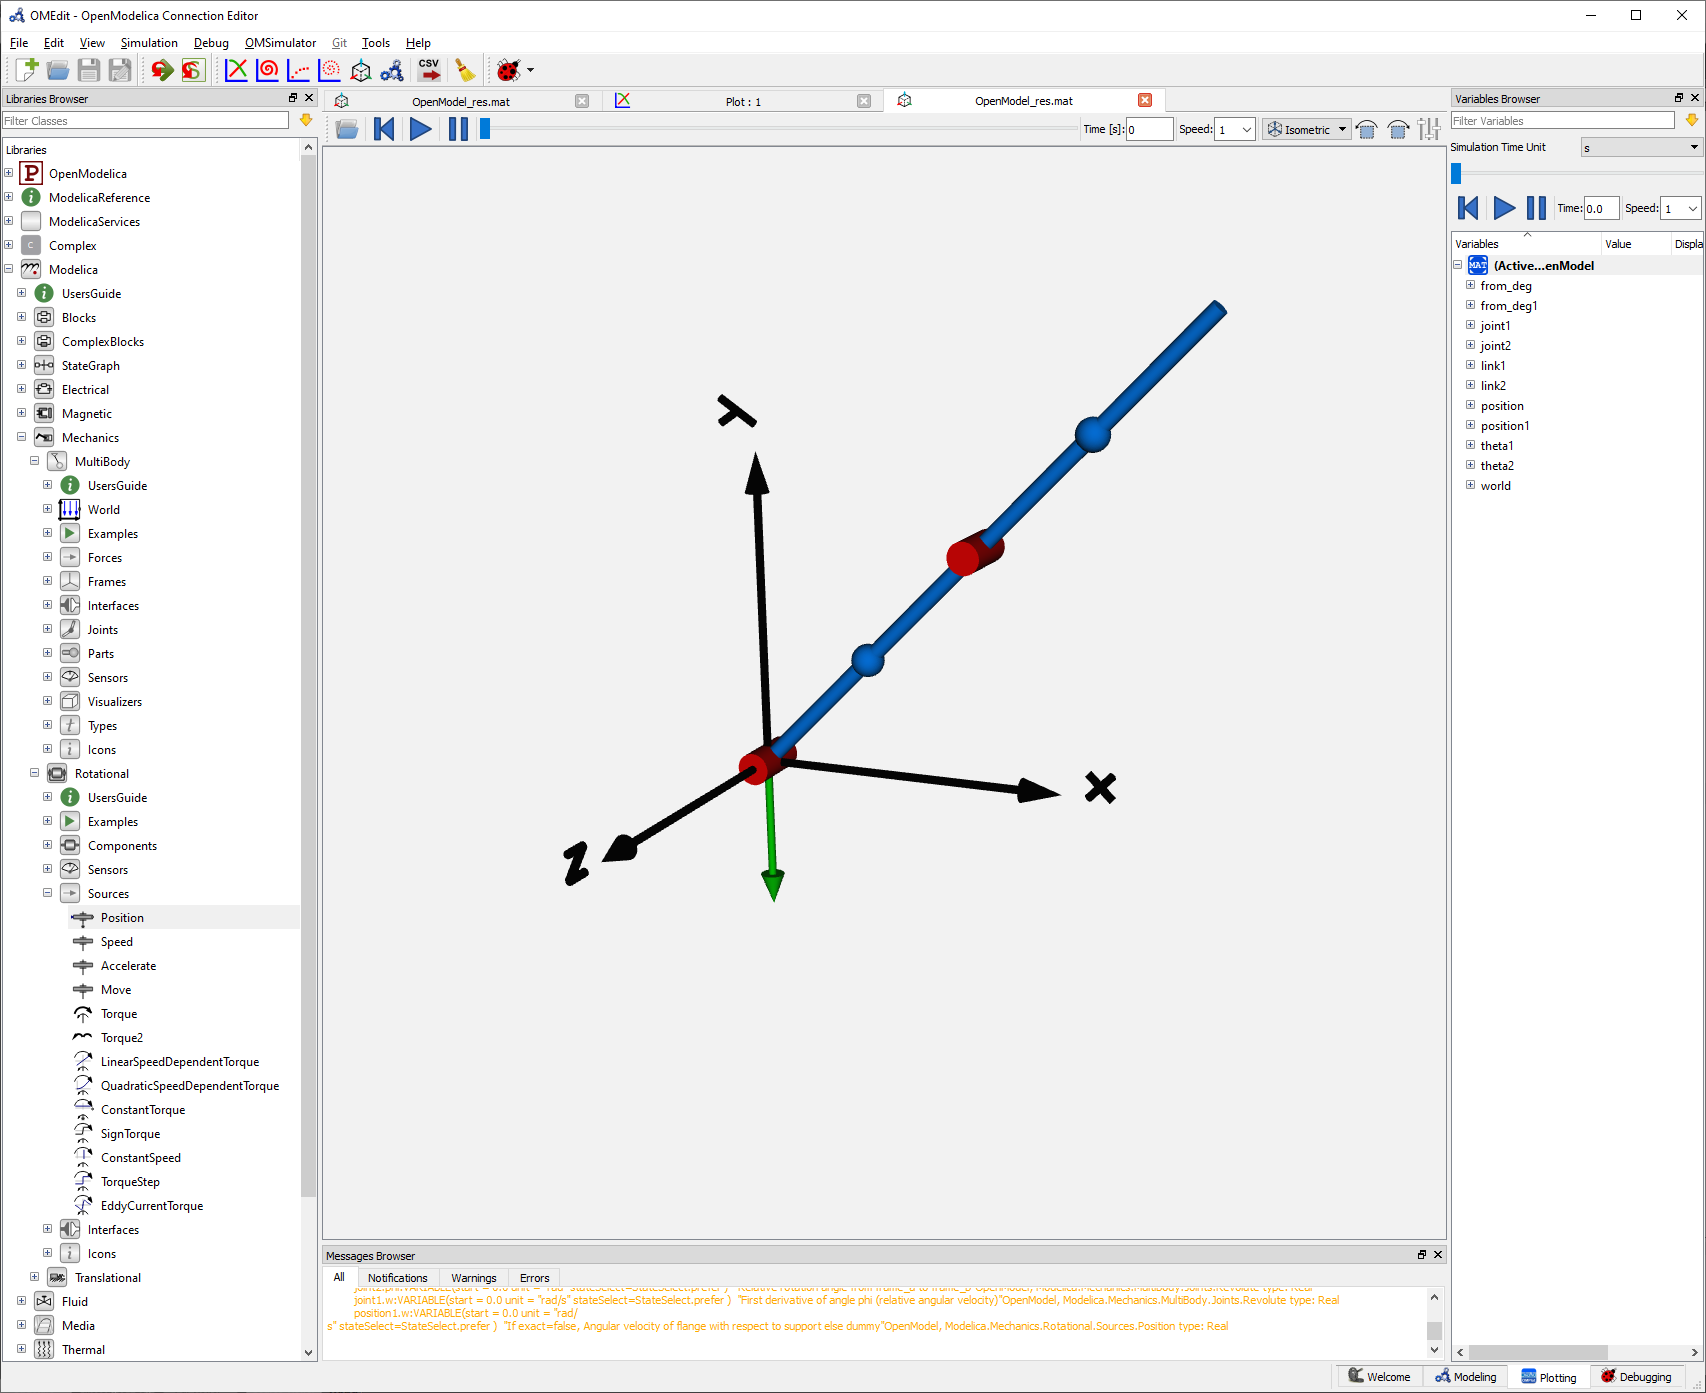 OMEdit - OpenModelica Connection Editor
File Edit View Simulation Debug OMSimulator Git Tools Help
CSV
Libraries Browser
Filter Classes
Libraries
P OpenModelica
i ModelicaReference
ModelicaServices
C Complex
Modelica
i UsersGuide
Blocks
ComplexBlocks
StateGraph
Electrical
Magnetic
Mechanics
MultiBody
i UsersGuide
World
Examples
Forces
Frames
Interfaces
Joints
Parts
Sensors
Visualizers
t Types
i Icons
Rotational
i UsersGuide
Examples
Components
Sensors
Sources
Position
Speed
Accelerate
Move
Torque
Torque2
LinearSpeedDependentTorque
QuadraticSpeedDependentTorque
ConstantTorque
SignTorque
ConstantSpeed
TorqueStep
EddyCurrentTorque
Interfaces
i Icons
Translational
Fluid
Media
Thermal
OpenModel_res.mat Plot : 1 OpenModel_res.mat
Time [s]: 0 Speed: 1 Isometric
Y
X
Z
Messages Browser
All Notifications Warnings Errors
joint2.phi:VARIABLE(start = 0.0 unit = "rad" stateSelect=StateSelect.prefer ) "Relative rotation angle from frame_a to frame_b"OpenModel, Modelica.Mechanics.MultiBody.Joints.Revolute type: Real
joint1.w:VARIABLE(start = 0.0 unit = "rad/s" stateSelect=StateSelect.prefer ) "First derivative of angle phi (relative angular velocity)"OpenModel, Modelica.Mechanics.MultiBody.Joints.Revolute type: Real
position1.w:VARIABLE(start = 0.0 unit = "rad/
s" stateSelect=StateSelect.prefer ) "If exact=false, Angular velocity of flange with respect to support else dummy"OpenModel, Modelica.Mechanics.Rotational.Sources.Position type: Real
Variables Browser
Filter Variables
Simulation Time Unit s
Time: 0.0 Speed: 1
Variables Value Displa
MAT (Active...enModel
from_deg
from_deg1
joint1
joint2
link1
link2
position
position1
theta1
theta2
world
Welcome Modeling Plotting Debugging